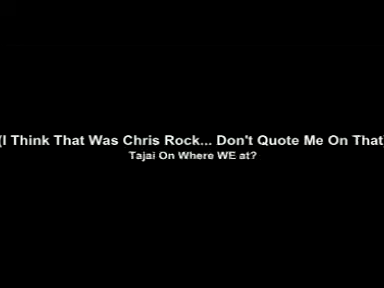 (I Think That Was Chris Rock... Don't Quote Me On That)
Tajai On Where WE at?